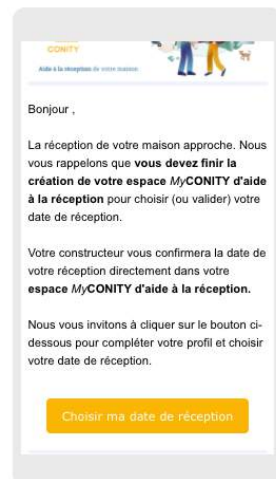 CONITY
Aide à la réception de votre maison
Bonjour ,
La réception de votre maison approche. Nous
vous rappelons que vous devez finir la
création de votre espace MyCONITY d'aide
à la réception pour choisir (ou valider) votre
date de réception.
Votre constructeur vous confirmera la date de
votre réception directement dans votre
espace MyCONITY d'aide à la réception.
Nous vous invitons à cliquer sur le bouton ci-
dessous pour compléter votre profil et choisir
votre date de réception.
Choisir ma date de réception